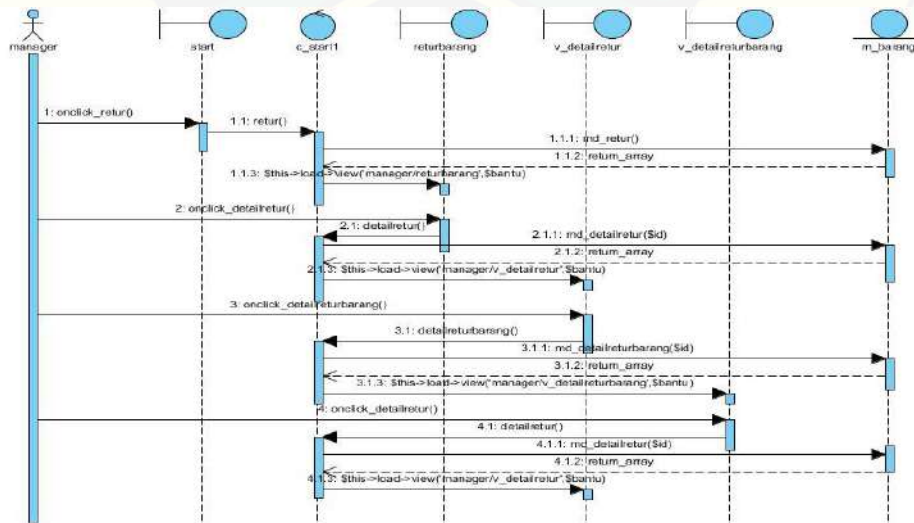 manager
start
c_start1
returbarang
v_detailretur
v_detailreturbarang
m_barang
1: onclick_retur()
1.1: retur()
1.1.1: md_retur()
1.1.2: return_array
1.1.3: $this->load->view('manager/returbarang',$bantu)
2: onclick_detailretur()
2.1: detailretur()
2.1.1: md_detailretur($id)
2.1.2: return_array
2.1.3: $this->load->view('manager/v_detailretur',$bantu)
3: onclick_detailreturbarang()
3.1: detailreturbarang()
3.1.1: md_detailreturbarang($id)
3.1.2: return_array
3.1.3: $this->load->view('manager/v_detailreturbarang',$bantu)
4: onclick_detailretur()
4.1: detailretur()
4.1.1: md_detailretur($id)
4.1.2: return_array
4.1.3: $this->load->view('manager/v_detailretur',$bantu)